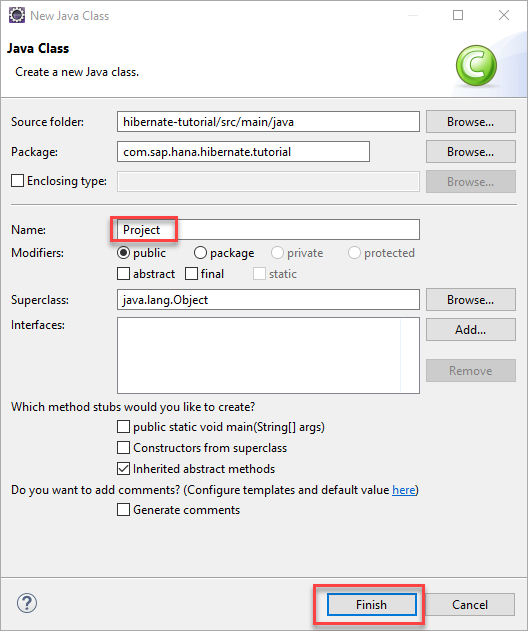 New Java Class
Java Class
Create a new Java class.
C
Source folder: hibernate-tutorial/src/main/java Browse...
Package: com.sap.hana.hibernate.tutorial Browse...
Enclosing type: Browse...
Name: Project
Modifiers: public package private protected
abstract final static
Superclass: java.lang.Object Browse...
Interfaces: Add...
Remove
Which method stubs would you like to create?
public static void main(String[] args)
Constructors from superclass
Inherited abstract methods
Do you want to add comments? (Configure templates and default value here)
Generate comments
? Finish Cancel